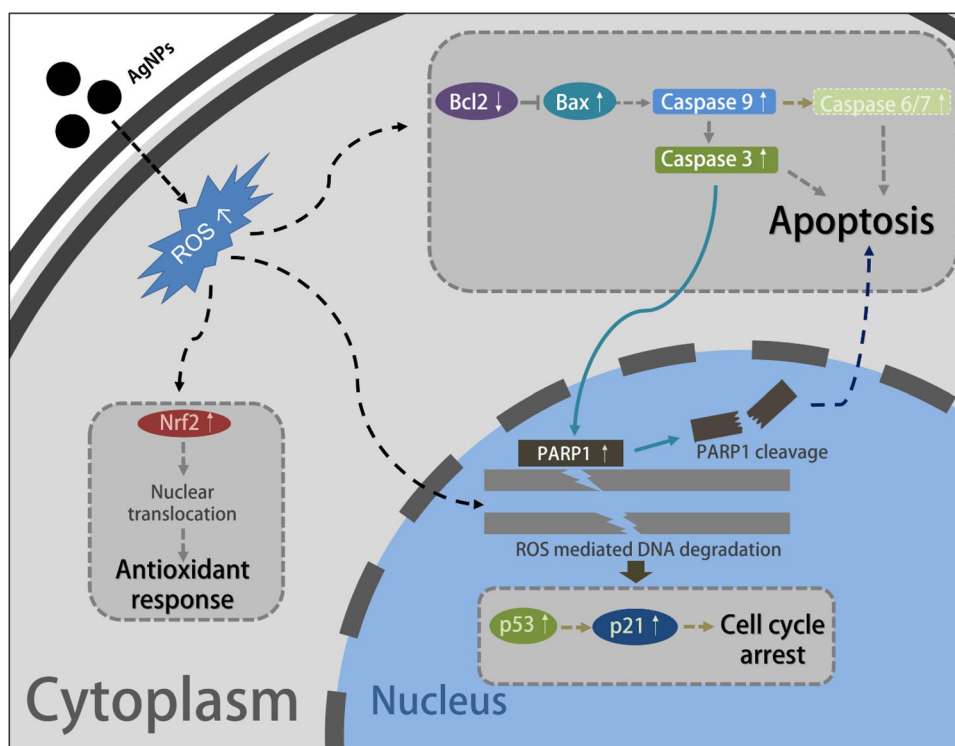 AgNPs
ROS ↑
Bcl2 ↓
Bax ↑
Caspase 9 ↑
Caspase 6/7 ↑
Caspase 3 ↑
Apoptosis
Nrf2 ↑
Nuclear
translocation
Antioxidant
response
PARP1 ↑
PARP1 cleavage
ROS mediated DNA degradation
p53 ↑
p21 ↑
Cell cycle
arrest
Cytoplasm
Nucleus